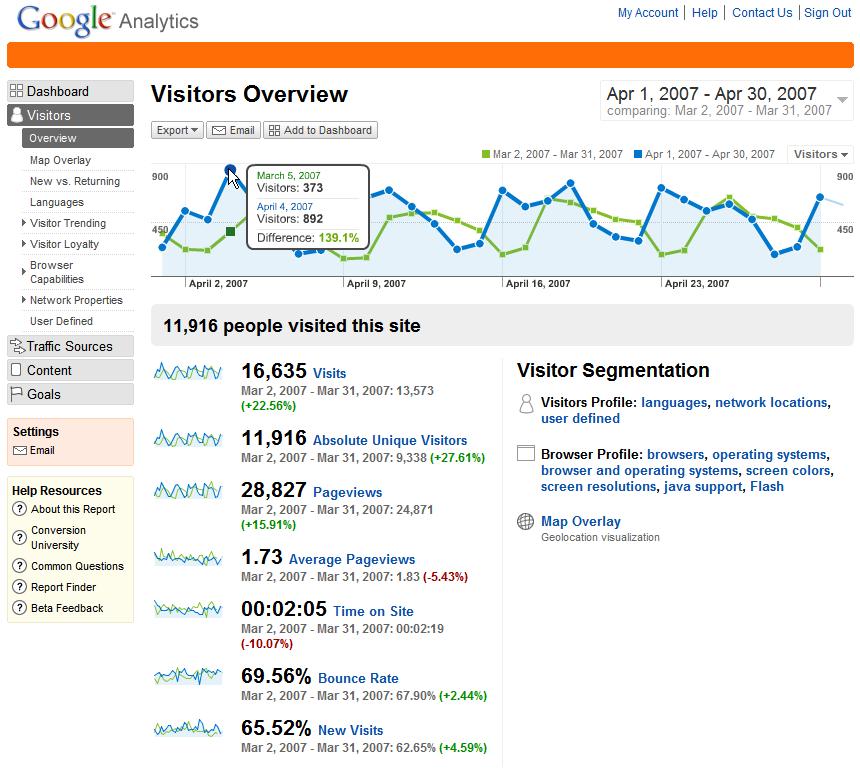 Google Analytics
My Account | Help | Contact Us | Sign Out
Dashboard
Visitors
Overview
Map Overlay
New vs. Returning
Languages
Visitor Trending
Visitor Loyalty
Browser
Capabilities
Network Properties
User Defined
Traffic Sources
Content
Goals
Settings
Email
Help Resources
About this Report
Conversion
University
Common Questions
Report Finder
Beta Feedback
Visitors Overview
Apr 1, 2007 - Apr 30, 2007
comparing: Mar 2, 2007 - Mar 31, 2007
Export Email Add to Dashboard
Mar 2, 2007 - Mar 31, 2007 Apr 1, 2007 - Apr 30, 2007 Visitors
900 900
450 450
March 5, 2007
Visitors: 373
April 4, 2007
Visitors: 892
Difference: 139.1%
April 2, 2007 April 9, 2007 April 16, 2007 April 23, 2007
11,916 people visited this site
16,635 Visits
Mar 2, 2007 - Mar 31, 2007: 13,573
(+22.56%)
11,916 Absolute Unique Visitors
Mar 2, 2007 - Mar 31, 2007: 9,338 (+27.61%)
28,827 Pageviews
Mar 2, 2007 - Mar 31, 2007: 24,871
(+15.91%)
1.73 Average Pageviews
Mar 2, 2007 - Mar 31, 2007: 1.83 (-5.43%)
00:02:05 Time on Site
Mar 2, 2007 - Mar 31, 2007: 00:02:19
(-10.07%)
69.56% Bounce Rate
Mar 2, 2007 - Mar 31, 2007: 67.90% (+2.44%)
65.52% New Visits
Mar 2, 2007 - Mar 31, 2007: 62.65% (+4.59%)
Visitor Segmentation
Visitors Profile: languages, network locations,
user defined
Browser Profile: browsers, operating systems,
browser and operating systems, screen colors,
screen resolutions, java support, Flash
Map Overlay
Geolocation visualization